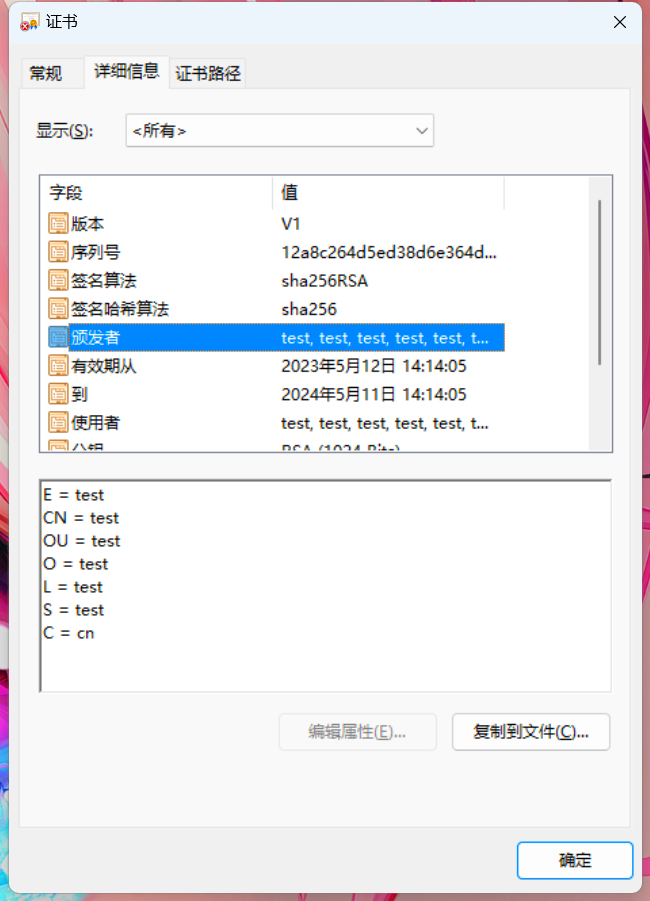 证书
常规 详细信息 证书路径
显示(S): <所有>
字段 值
版本 V1
序列号 12a8c264d5ed38d6e364d...
签名算法 sha256RSA
签名哈希算法 sha256
颁发者 test, test, test, test, test, t...
有效期从 2023年5月12日 14:14:05
到 2024年5月11日 14:14:05
使用者 test, test, test, test, test, t...
公钥 RSA (1024 Bits)
E = test
CN = test
OU = test
O = test
L = test
S = test
C = cn
编辑属性(E)... 复制到文件(C)...
确定